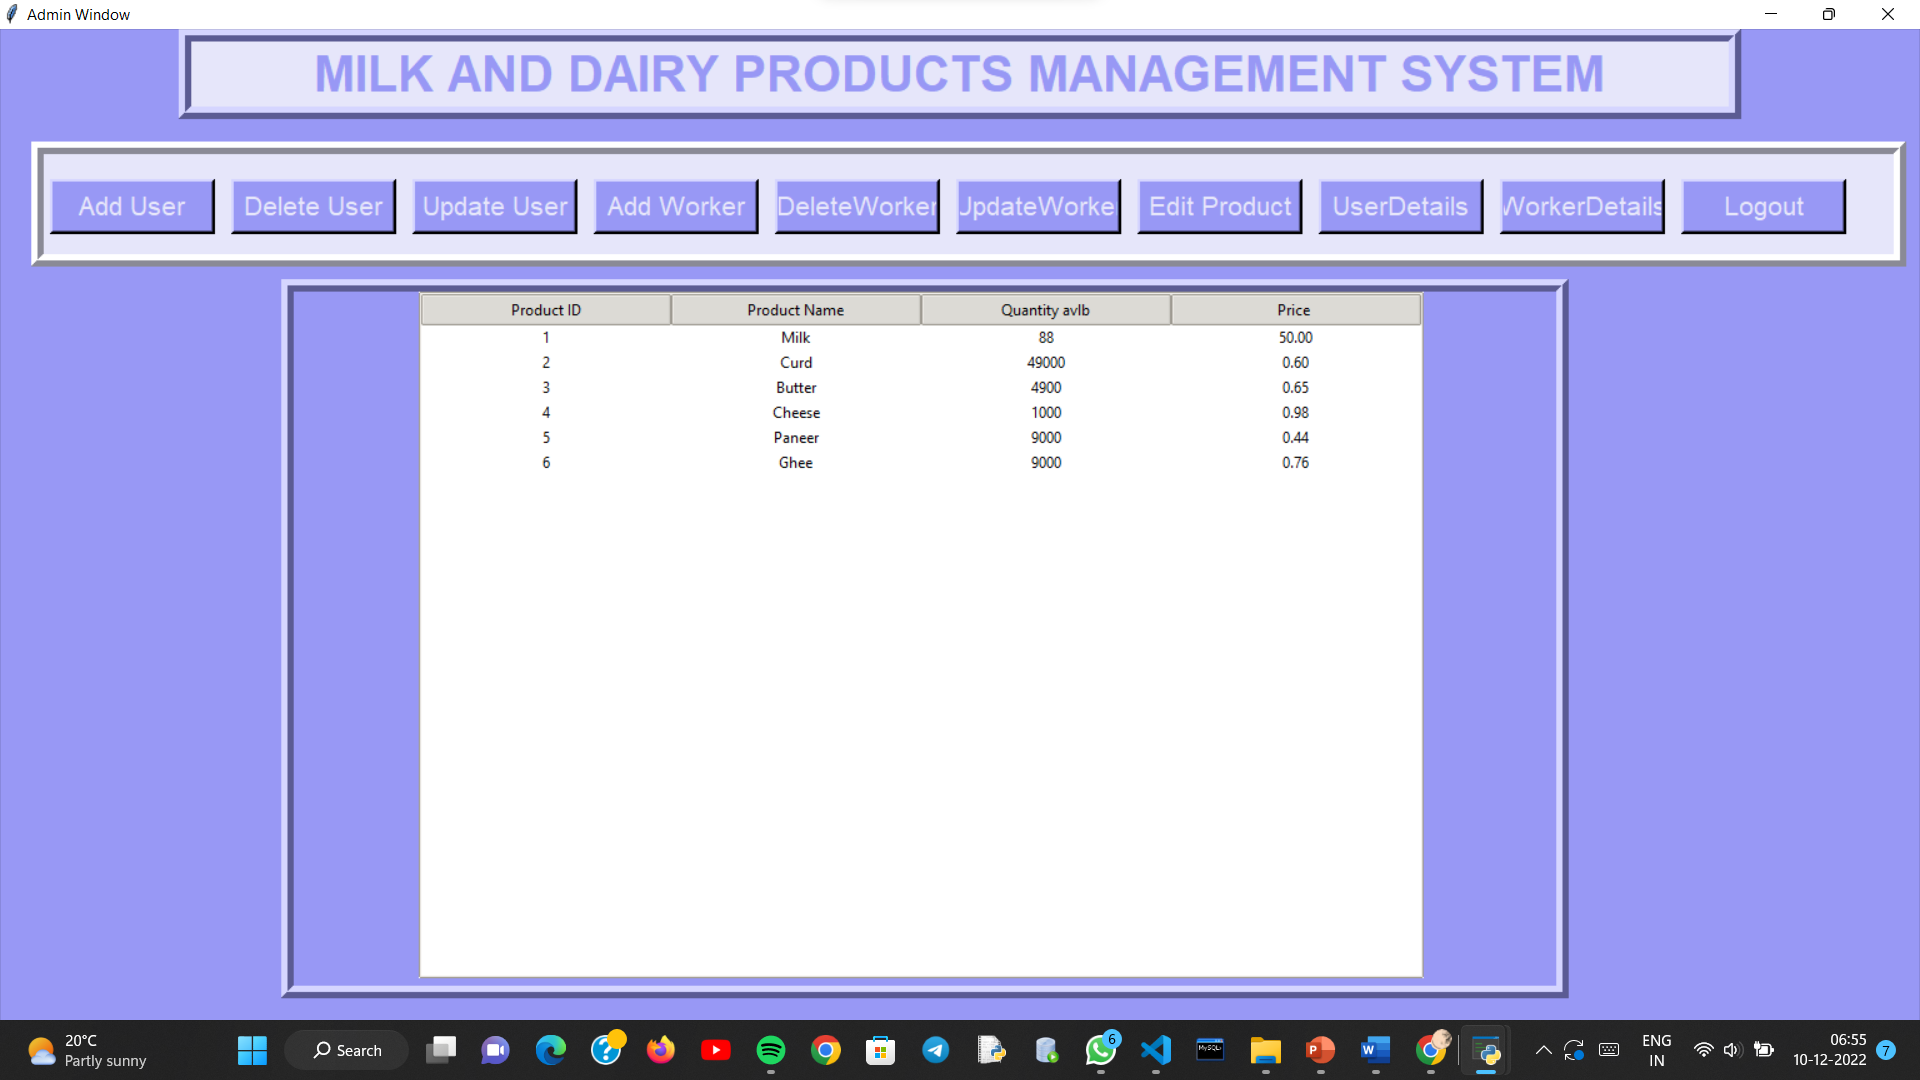 Admin Window
MILK AND DAIRY PRODUCTS MANAGEMENT SYSTEM
Add User Delete User Update User Add Worker DeleteWorker UpdateWorke Edit Product UserDetails WorkerDetails Logout
Product ID Product Name Quantity avlb Price
1 Milk 88 50.00
2 Curd 49000 0.60
3 Butter 4900 0.65
4 Cheese 1000 0.98
5 Paneer 9000 0.44
6 Ghee 9000 0.76
20°C
Partly sunny
Search
6
MySQL
P
W
ENG
IN
06:55
10-12-2022
7